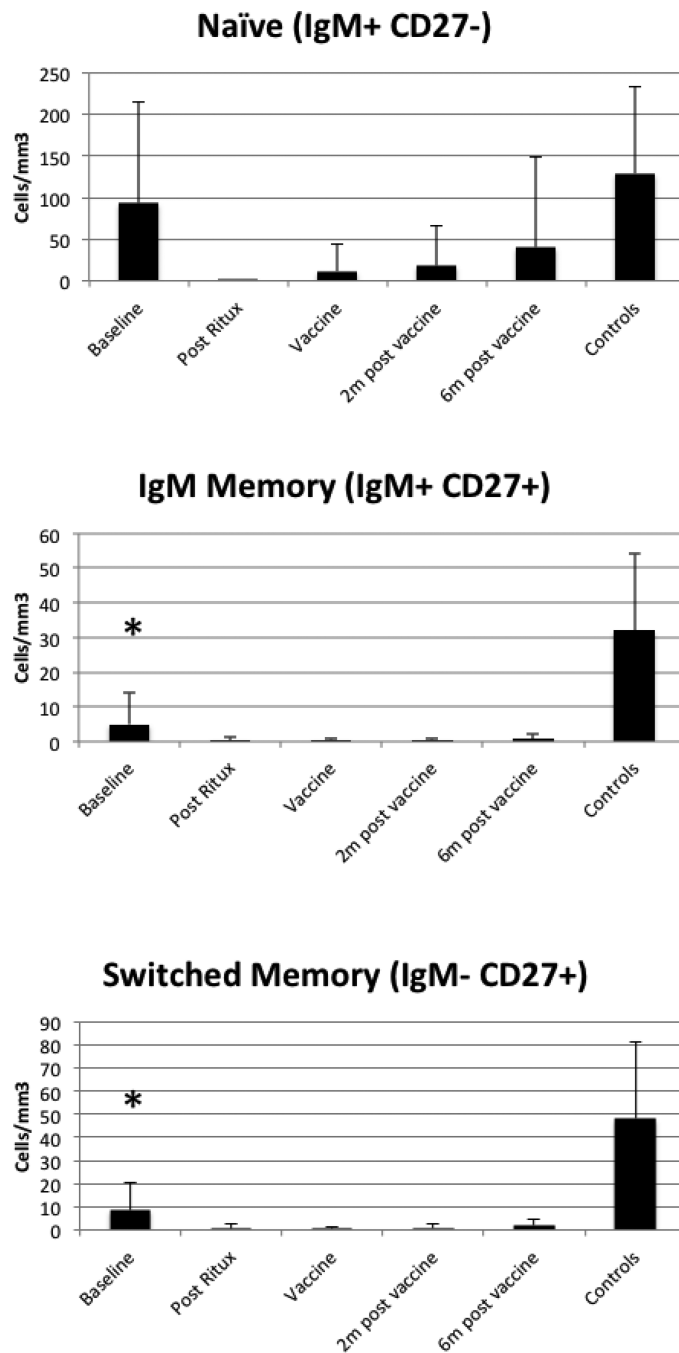 Naïve (IgM+ CD27-)
250
200
150
100
50
0
Cells/mm3
Baseline
Post Ritux
Vaccine
2m post vaccine
6m post vaccine
Controls
IgM Memory (IgM+ CD27+)
60
50
40
30
20
10
0
Cells/mm3
*
Baseline
Post Ritux
Vaccine
2m post vaccine
6m post vaccine
Controls
Switched Memory (IgM- CD27+)
90
80
70
60
50
40
30
20
10
0
Cells/mm3
*
Baseline
Post Ritux
Vaccine
2m post vaccine
6m post vaccine
Controls